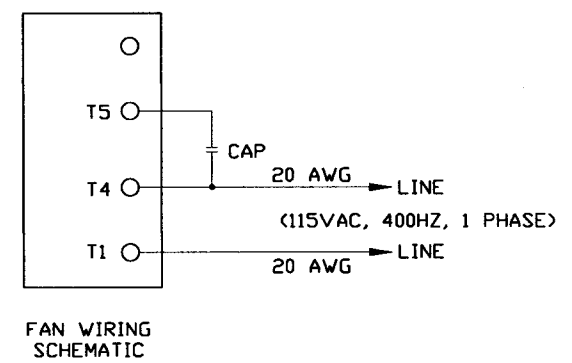 T5
CAP
20 AWG
T4
LINE
(115VAC, 400HZ, 1 PHASE)
T1
LINE
20 AWG
FAN WIRING
SCHEMATIC